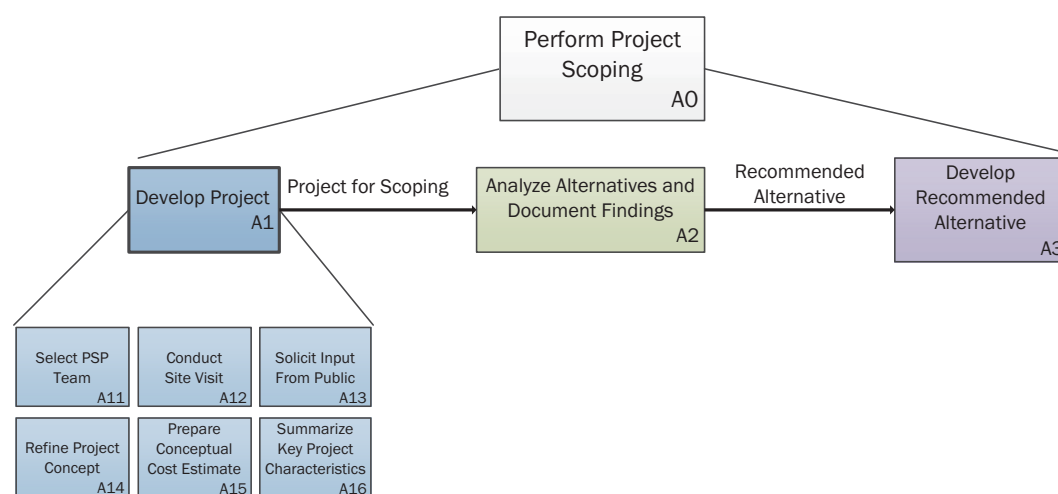 Perform Project
Scoping
A0
Develop Project
A1
Project for Scoping
Analyze Alternatives and
Document Findings
A2
Recommended
Alternative
Develop
Recommended
Alternative
A3
Select PSP
Team
A11
Conduct
Site Visit
A12
Solicit Input
From Public
A13
Refine Project
Concept
A14
Prepare
Conceptual
Cost Estimate
A15
Summarize
Key Project
Characteristics
A16